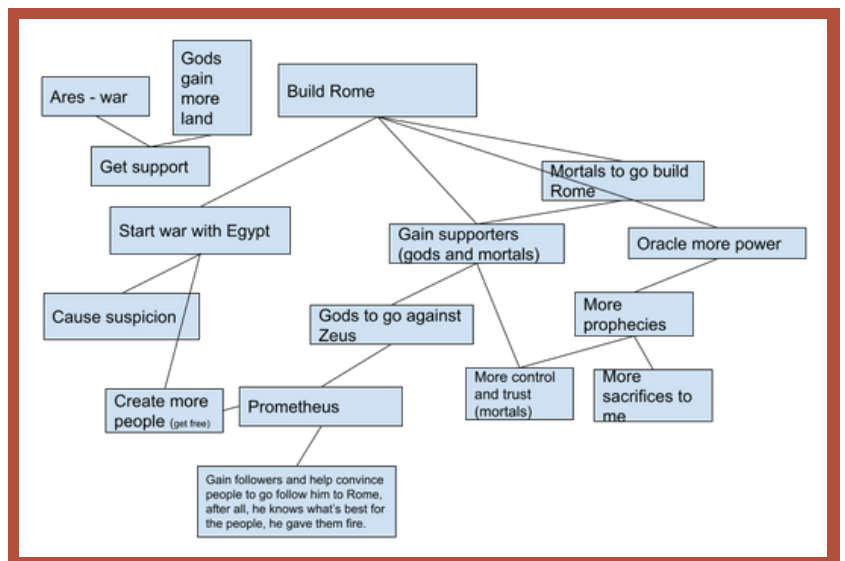 Gods
gain
more
land
Ares - war
Build Rome
Get support
Mortals to go build
Rome
Start war with Egypt
Gain supporters
(gods and mortals)
Oracle more power
Cause suspicion
Gods to go against
Zeus
More
prophecies
More control
and trust
(mortals)
More
sacrifices to
me
Create more
people (get free)
Prometheus
Gain followers and help convince
people to go follow him to Rome,
after all, he knows what's best for
the people, he gave them fire.